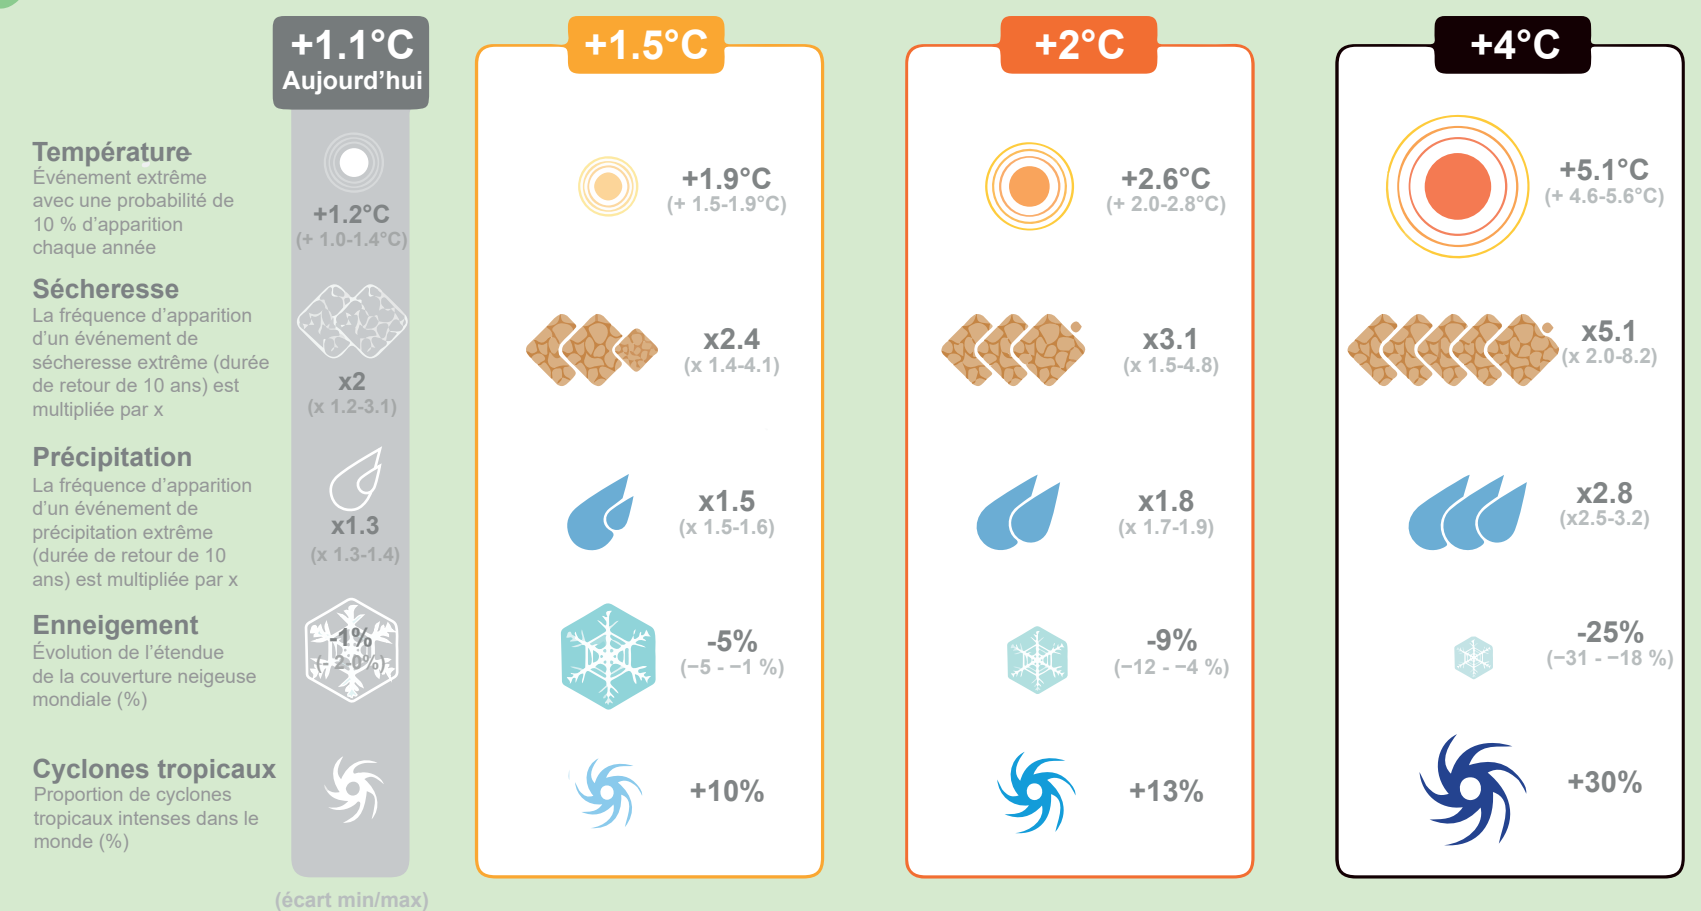 +1.1°C
Aujourd'hui
+1.5°C
+2°C
+4°C
Température
Événement extrême
avec une probabilité de
10 % d'apparition
chaque année
+1.2°C
(+ 1.0-1.4°C)
+1.9°C
(+ 1.5-1.9°C)
+2.6°C
(+ 2.0-2.8°C)
+5.1°C
(+ 4.6-5.6°C)
Sécheresse
La fréquence d'apparition
d'un événement de
sécheresse extrême (durée
de retour de 10 ans) est
multipliée par x
x2
(x 1.2-3.1)
x2.4
(x 1.4-4.1)
x3.1
(x 1.5-4.8)
x5.1
(x 2.0-8.2)
Précipitation
La fréquence d'apparition
d'un événement de
précipitation extrême
(durée de retour de 10
ans) est multipliée par x
x1.3
(x 1.3-1.4)
x1.5
(x 1.5-1.6)
x1.8
(x 1.7-1.9)
x2.8
(x2.5-3.2)
Enneigement
Évolution de l'étendue
de la couverture neigeuse
mondiale (%)
-1%
(- 2-0%)
-5%
(−5 - −1 %)
-9%
(−12 - −4 %)
-25%
(−31 - −18 %)
Cyclones tropicaux
Proportion de cyclones
tropicaux intenses dans le
monde (%)
+10%
+13%
+30%
(écart min/max)